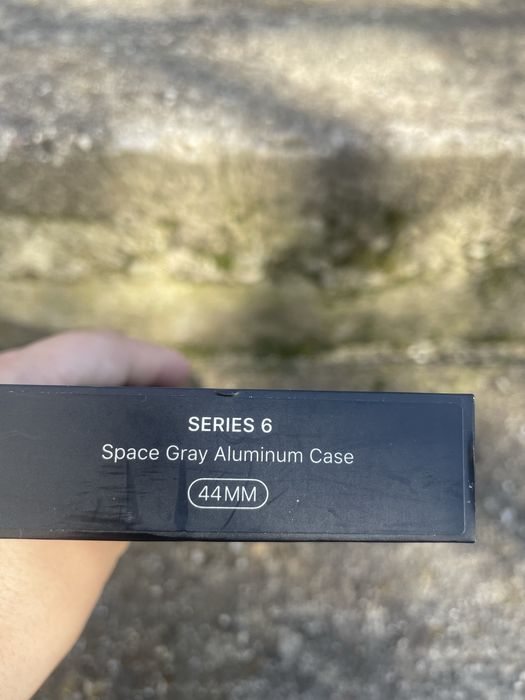 SERIES 6
Space Gray Aluminum Case
44MM